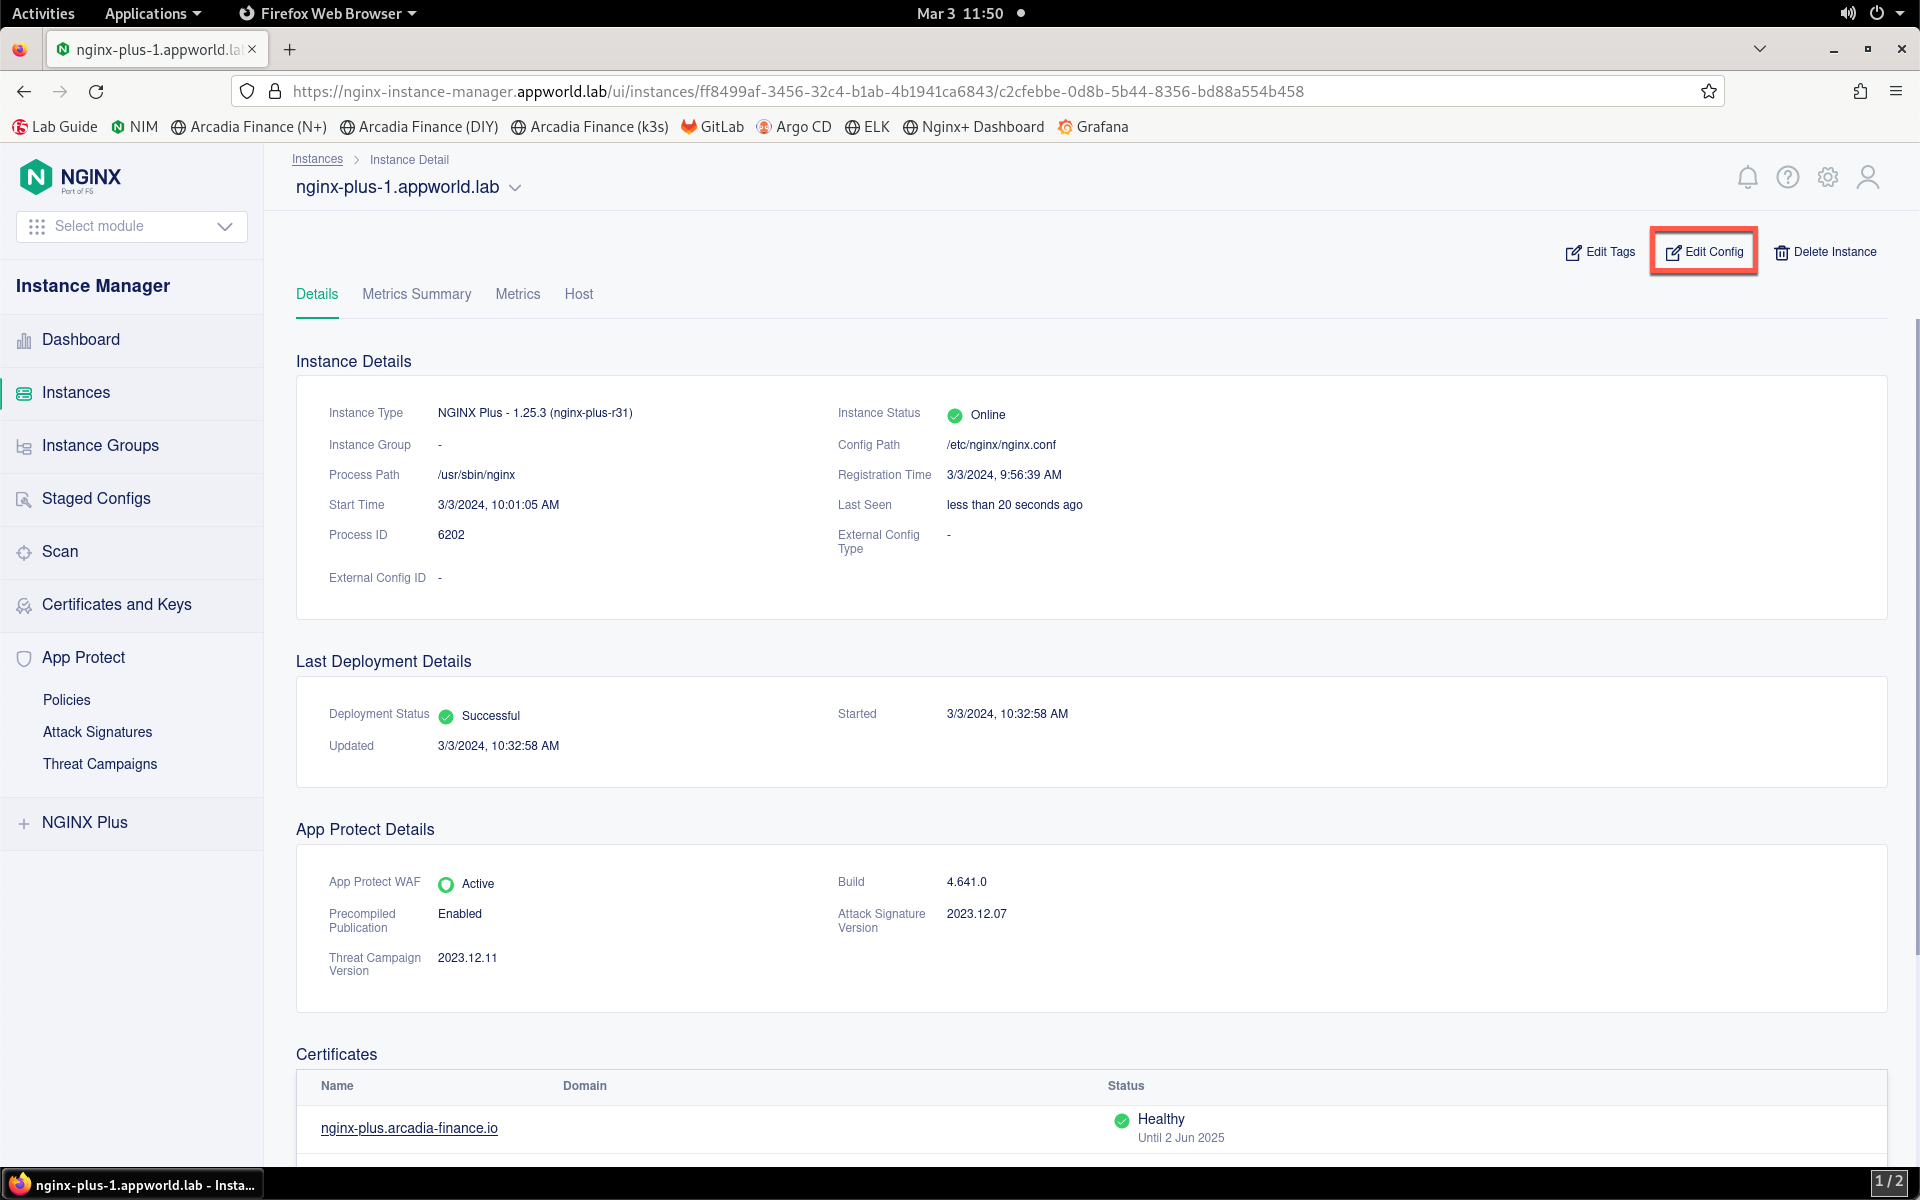 Activities Applications Firefox Web Browser Mar 3 11:50
nginx-plus-1.appworld.la
https://nginx-instance-manager.appworld.lab/ui/instances/ff8499af-3456-32c4-b1ab-4b1941ca6843/c2cfebbe-0d8b-5b44-8356-bd88a554b458
Lab Guide NIM Arcadia Finance (N+) Arcadia Finance (DIY) Arcadia Finance (k3s) GitLab Argo CD ELK Nginx+ Dashboard Grafana
NGINX
Part of F5
Select module
Instance Manager
Dashboard
Instances
Instance Groups
Staged Configs
Scan
Certificates and Keys
App Protect
Policies
Attack Signatures
Threat Campaigns
NGINX Plus
Instances > Instance Detail
nginx-plus-1.appworld.lab
Edit Tags Edit Config Delete Instance
Details Metrics Summary Metrics Host
Instance Details
Instance Type NGINX Plus - 1.25.3 (nginx-plus-r31) Instance Status Online
Instance Group - Config Path /etc/nginx/nginx.conf
Process Path /usr/sbin/nginx Registration Time 3/3/2024, 9:56:39 AM
Start Time 3/3/2024, 10:01:05 AM Last Seen less than 20 seconds ago
Process ID 6202 External Config Type -
External Config ID -
Last Deployment Details
Deployment Status Successful Started 3/3/2024, 10:32:58 AM
Updated 3/3/2024, 10:32:58 AM
App Protect Details
App Protect WAF Active Build 4.641.0
Precompiled Publication Enabled Attack Signature Version 2023.12.07
Threat Campaign Version 2023.12.11
Certificates
Name Domain Status
nginx-plus.arcadia-finance.io Healthy
Until 2 Jun 2025
nginx-plus-1.appworld.lab - Insta... 1 / 2